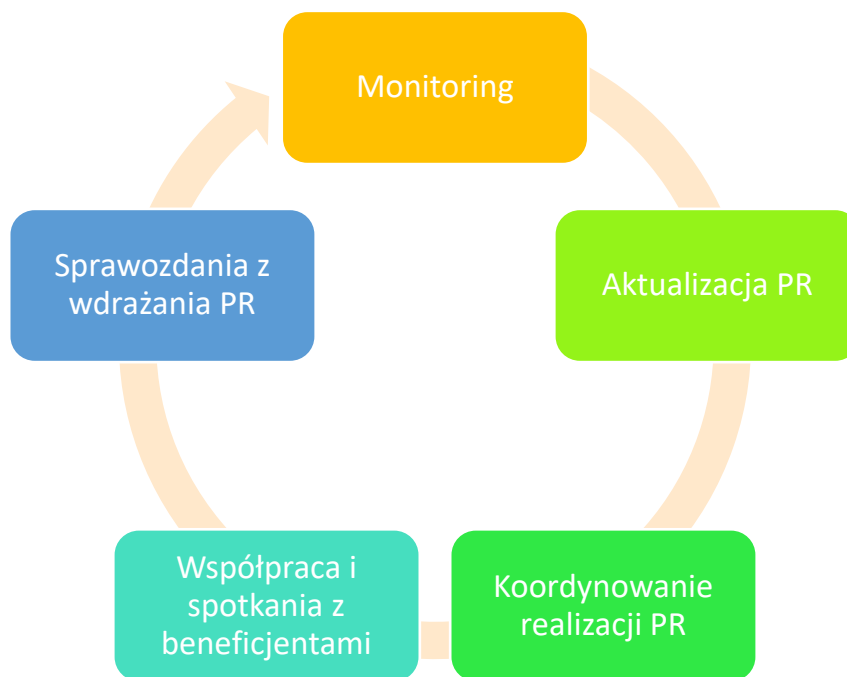 Monitoring
Aktualizacja PR
Koordynowanie
realizacji PR
Współpraca i
spotkania z
beneficjentami
Sprawozdania z
wdrażania PR